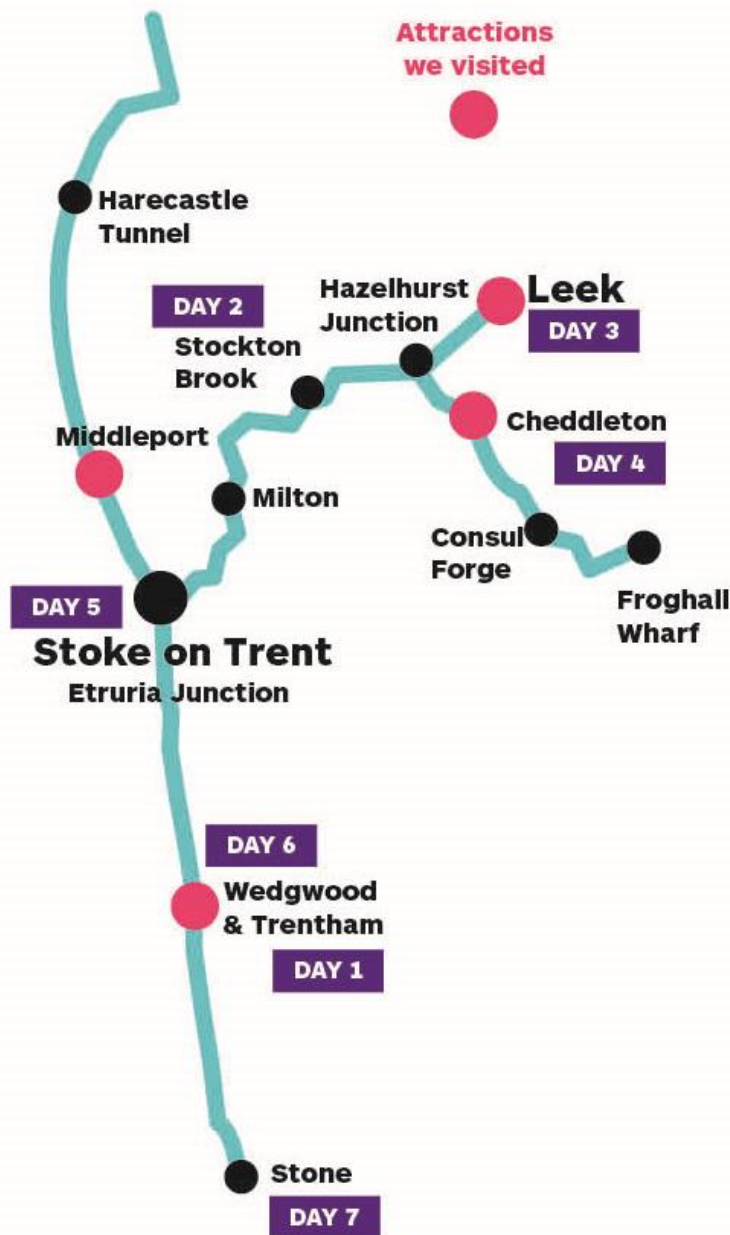 Attractions
we visited
Harecastle
Tunnel
DAY 2
Stockton
Brook
Hazelhurst
Junction
Leek
DAY 3
Middleport
Milton
Cheddleton
DAY 4
Consul
Forge
Froghall
Wharf
DAY 5
Stoke on Trent
Etruria Junction
DAY 6
Wedgwood
& Trentham
DAY 1
Stone
DAY 7